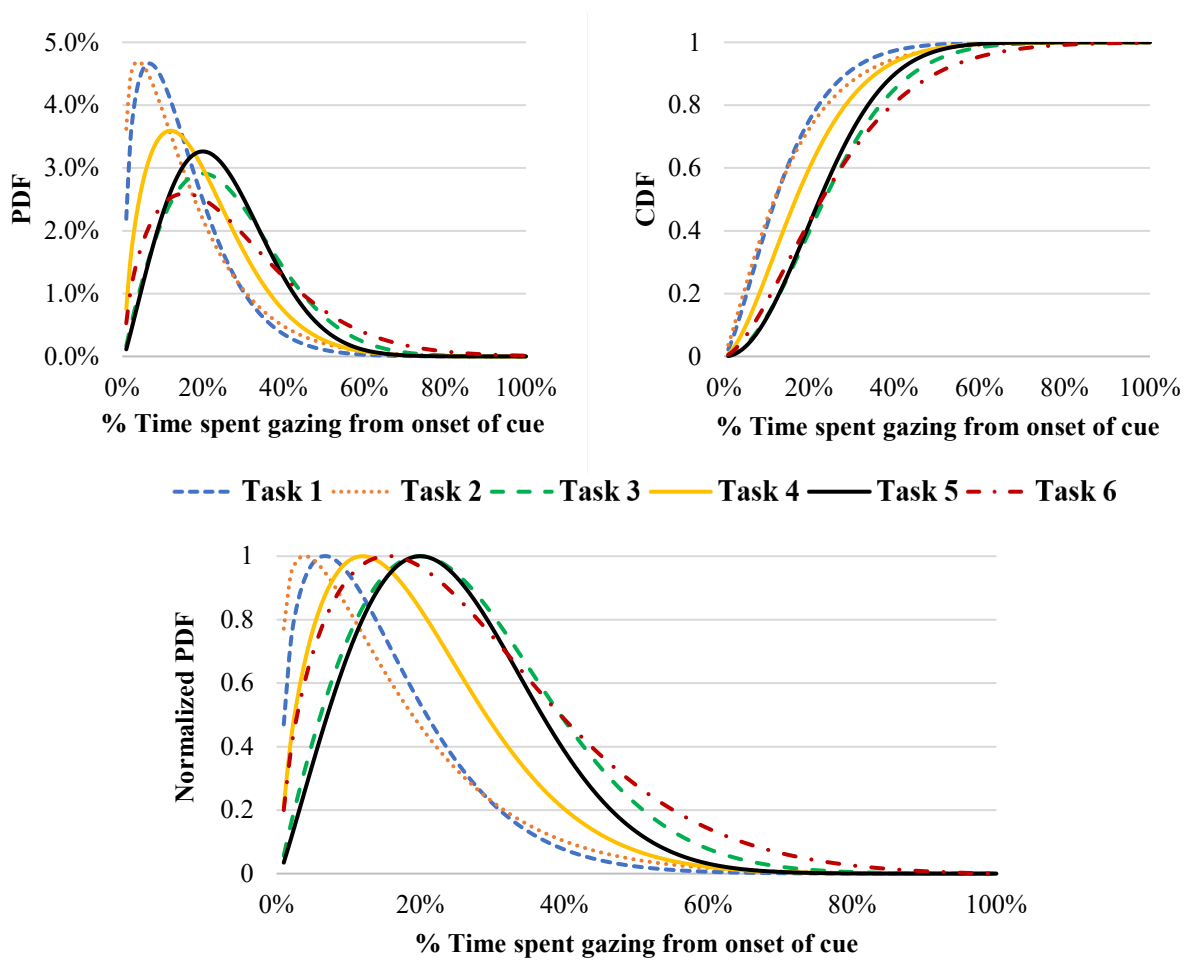 5.0%
4.0%
3.0%
2.0%
1.0%
0.0%
PDF
0% 20% 40% 60% 80% 100%
% Time spent gazing from onset of cue
1
0.8
0.6
0.4
0.2
0
CDF
0% 20% 40% 60% 80% 100%
% Time spent gazing from onset of cue
Task 1 Task 2 Task 3 Task 4 Task 5 Task 6
1
0.8
0.6
0.4
0.2
0
Normalized PDF
0% 20% 40% 60% 80% 100%
% Time spent gazing from onset of cue